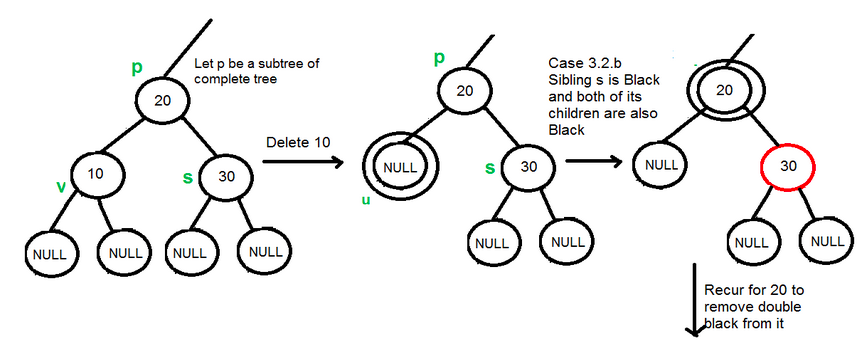 p
Let p be a subtree of
complete tree
20
v
10
s
30
NULL
NULL
NULL
NULL
Delete 10
p
20
NULL
u
s
30
NULL
NULL
Case 3.2.b
Sibling s is Black
and both of its
children are also
Black
20
NULL
30
NULL
NULL
Recur for 20 to
remove double
black from it